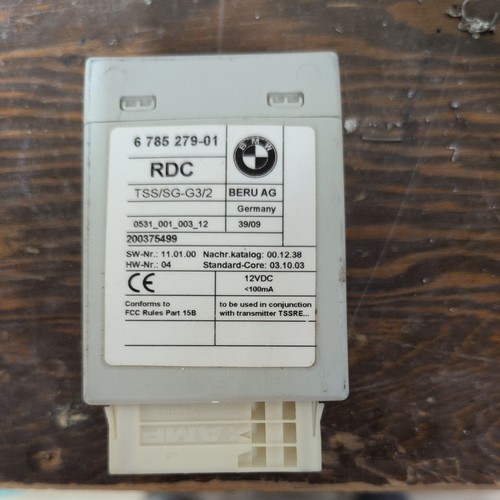 6 785 279-01
BMW
RDC
TSS/SG-G3/2
BERU AG
Germany
0531_001_003_12
39/09
200375499
SW-Nr.: 11.01.00 Nachr.katalog: 00.12.38
HW-Nr.: 04 Standard-Core: 03.10.03
CE
12VDC
<100mA
Conforms to
FCC Rules Part 15B
to be used in conjunction
with transmitter TSSRE...
AMP